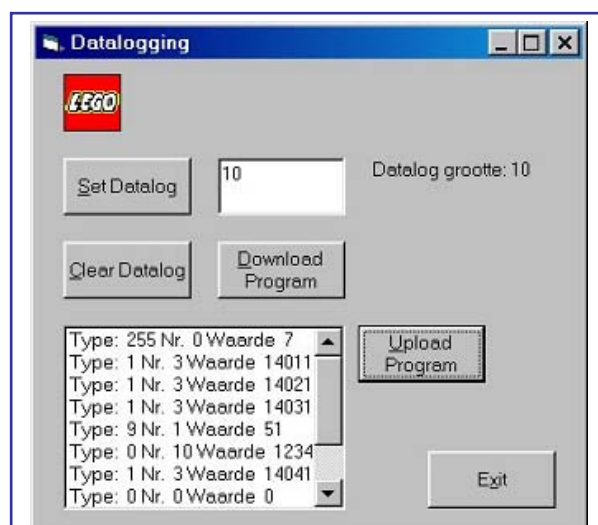 Datalogging
LEGO
Set Datalog
10
Datalog grootte: 10
Clear Datalog
Download
Program
Type: 255 Nr. 0 Waarde 7
Type: 1 Nr. 3 Waarde 14011
Type: 1 Nr. 3 Waarde 14021
Type: 1 Nr. 3 Waarde 14031
Type: 9 Nr. 1 Waarde 51
Type: 0 Nr. 10 Waarde 1234
Type: 1 Nr. 3 Waarde 14041
Type: 0 Nr. 0 Waarde 0
Upload
Program
Exit